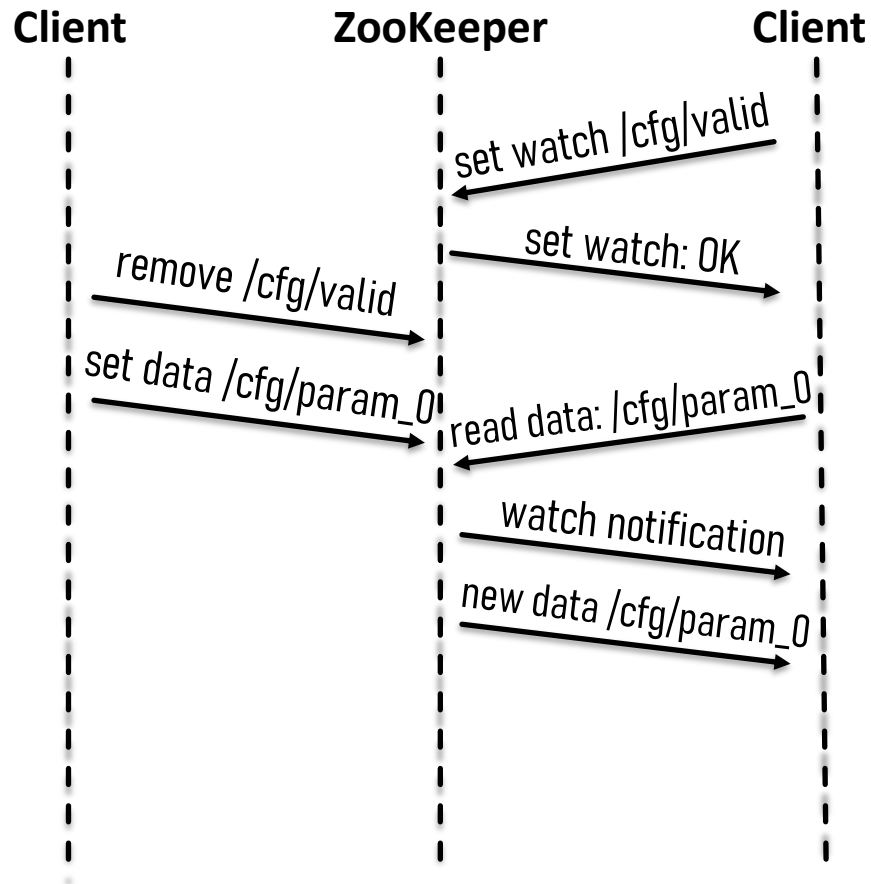 Client
ZooKeeper
Client
set watch /cfg/valid
set watch: OK
remove /cfg/valid
set data /cfg/param_0
read data: /cfg/param_0
watch notification
new data /cfg/param_0